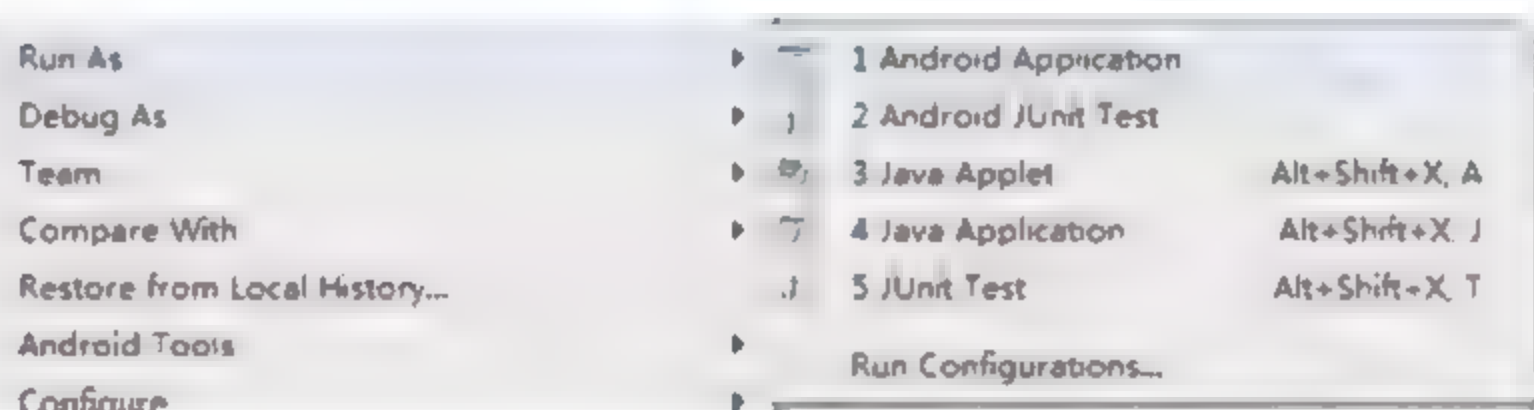 Run As
Debug As
Team
Compare With
Restore from Local History...
Android Tools
Configure
1 Android Application
2 Android JUnit Test
3 Java Applet Alt+Shift+X, A
4 Java Application Alt+Shift+X, J
5 JUnit Test Alt+Shift+X, T
Run Configurations...